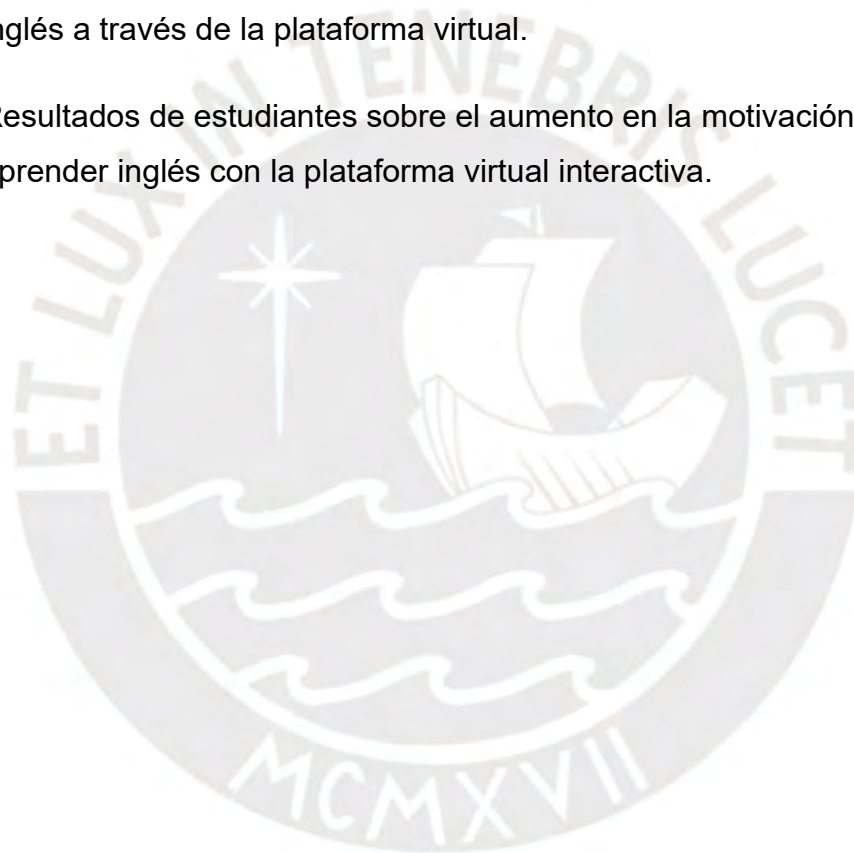 nglés a través de la plataforma virtual.
Resultados de estudiantes sobre el aumento en la motivación
prender inglés con la plataforma virtual interactiva.
ET LUX IN TENEBRIS LUCET
MCMXVII